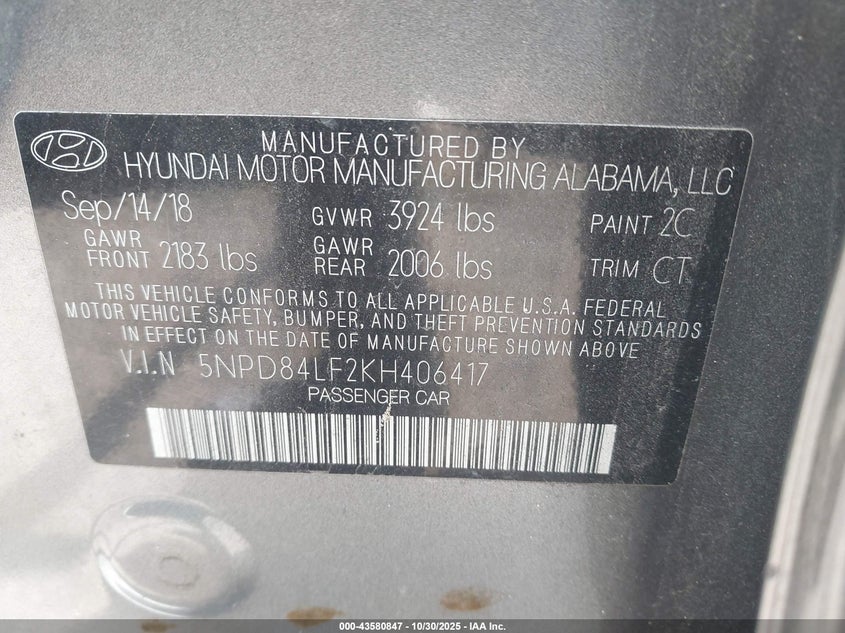 MANUFACTURED BY
HYUNDAI MOTOR MANUFACTURING ALABAMA, LLC
Sep/14/18 GVWR 3924 lbs PAINT 2C
GAWR FRONT 2183 lbs GAWR REAR 2006 lbs TRIM CT
THIS VEHICLE CONFORMS TO ALL APPLICABLE U.S.A. FEDERAL
MOTOR VEHICLE SAFETY, BUMPER, AND THEFT PREVENTION STANDARDS
IN EFFECT ON THE DATE OF MANUFACTURE SHOWN ABOVE
V.I.N 5NPD84LF2KH406417
PASSENGER CAR
000-43580847 - 10/30/2025 - IAA Inc.